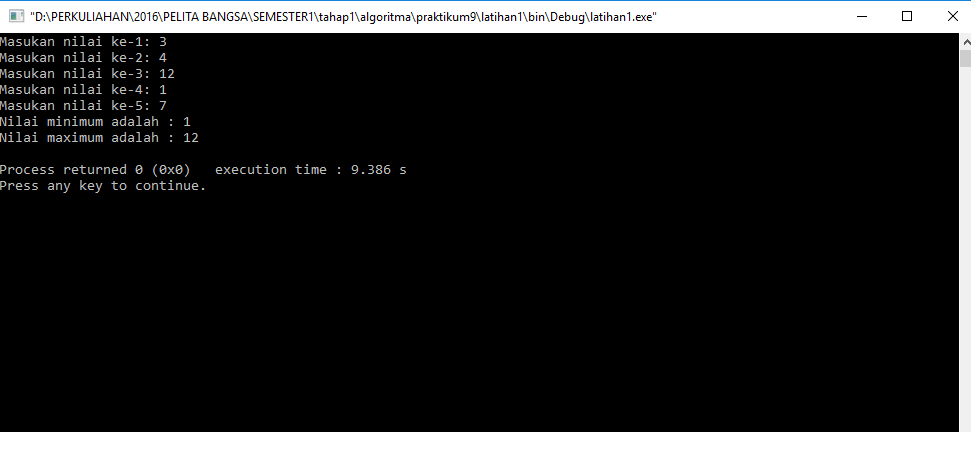 "D:\PERKULIAHAN\2016\PELITA BANGSA\SEMESTER1\tahap1\algoritma\praktikum9\latihan1\bin\Debug\latihan1.exe"
Masukan nilai ke-1: 3
Masukan nilai ke-2: 4
Masukan nilai ke-3: 12
Masukan nilai ke-4: 1
Masukan nilai ke-5: 7
Nilai minimum adalah : 1
Nilai maximum adalah : 12
Process returned 0 (0x0)   execution time : 9.386 s
Press any key to continue.